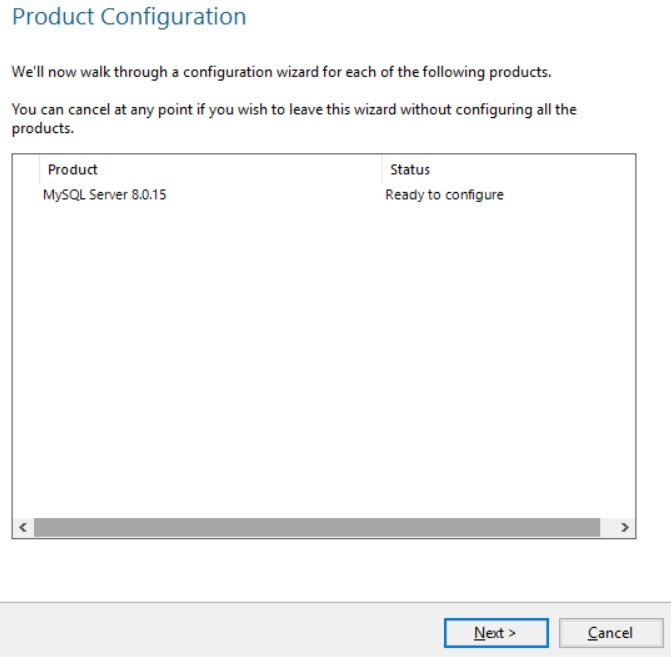 Product Configuration
We'll now walk through a configuration wizard for each of the following products.
You can cancel at any point if you wish to leave this wizard without configuring all the
products.
Product Status
MySQL Server 8.0.15 Ready to configure
Next > Cancel